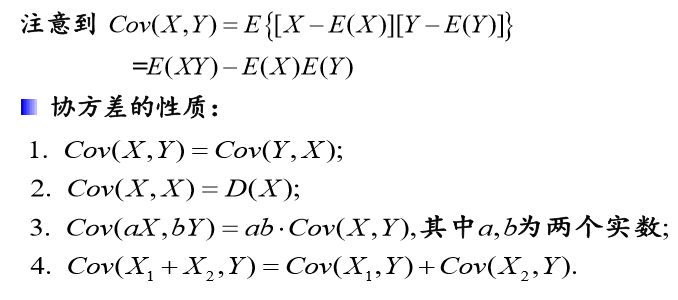 注意到 Cov(X,Y) = E{[X − E(X)][Y − E(Y)]}
=E(XY) − E(X)E(Y)
协方差的性质：
1. Cov(X,Y) = Cov(Y,X);
2. Cov(X,X) = D(X);
3. Cov(aX,bY) = ab·Cov(X,Y),其中a,b为两个实数;
4. Cov(X₁ + X₂,Y) = Cov(X₁,Y) + Cov(X₂,Y).